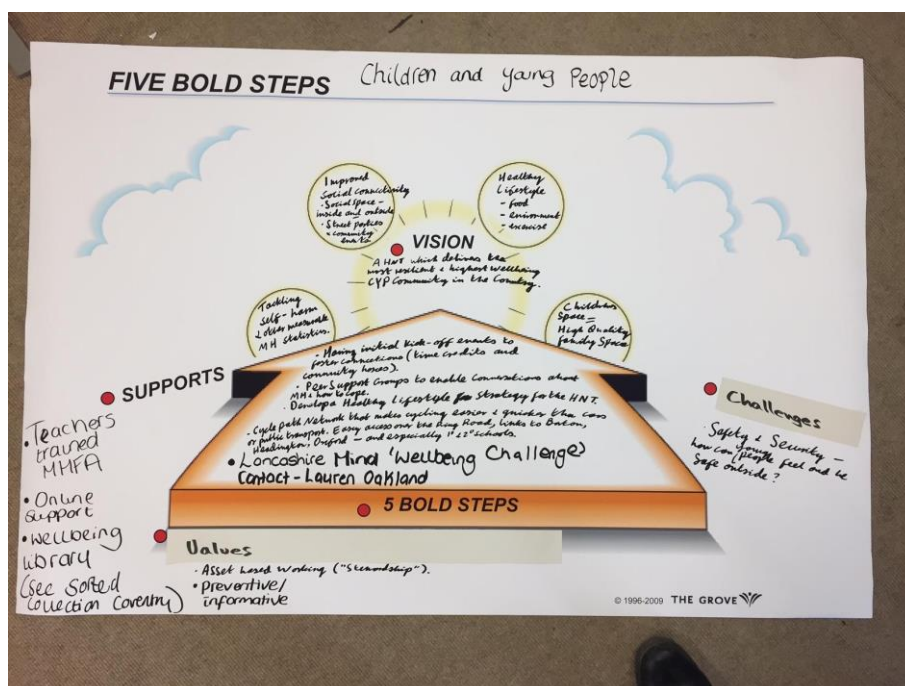 FIVE BOLD STEPS
Children and young People
Improved
Social connectivity
- Social space -
inside and outside
- Street parties
+ community
events
Healthy
Lifestyle
- food
- environment
- exercise
VISION
A HNT which delivers the
most resilient & highest wellbeing
CYP Community in the Country.
Tackling
self-harm
& other measurable
MH statistics.
Childrens
Space =
High Quality
family Space
• Having initial kick-off events to
foster connections (time credits and
community hours).
• Peer Support Groups to enable conversations about
MH & how to cope.
• Develop a Healthy Lifestyle for Strategy for the HNT.
• Cycle Path Network that makes cycling easier & quicker than cars
or public transport. Easy access over the Ring Road, links to Barton,
Headington, Oxford – and especially 1° & 2° schools.
• Lancashire Mind 'Wellbeing Challenge'
Contact - Lauren Oakland
5 BOLD STEPS
SUPPORTS
• Teachers
trained
MHFA
• Online
support
• wellbeing
library
(see Sorted
Collection Coventry)
Challenges
- Safety & Security –
how can young people feel and be
safe outside?
Values
- Asset based working ("Stewardship").
• preventive/
informative
© 1996-2009 THE GROVE